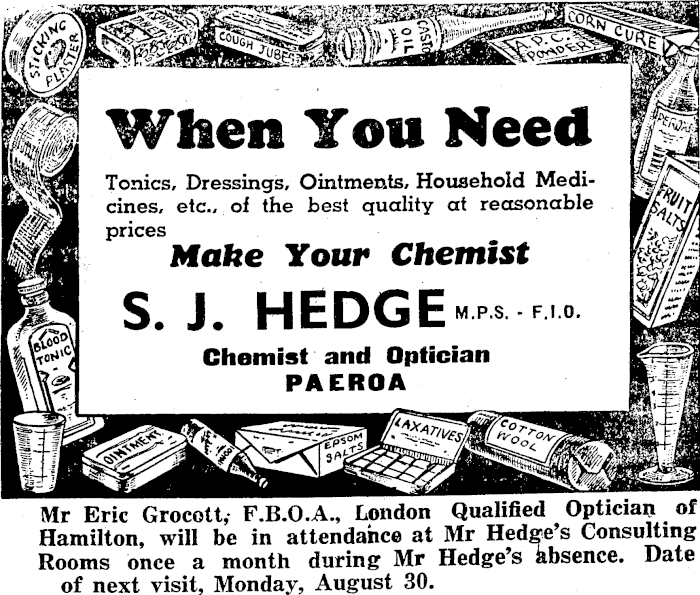 STICKING
PLASTER
COUGH JUBES
CASTOR
OIL
A.P.C.
POWDERS
CORN CURE
FRUIT
SALTS
When You Need
Tonics, Dressings, Ointments, Household Medi-
cines, etc., of the best quality at reasonable
prices
Make Your Chemist
S. J. HEDGE M.P.S. - F.I.O.
Chemist and Optician
PAEROA
BLOOD
TONIC
OINTMENT
EPSOM
SALTS
LAXATIVES
COTTON
WOOL
Mr Eric Grocott, F.B.O.A., London Qualified Optician of
Hamilton, will be in attendance at Mr Hedge's Consulting
Rooms once a month during Mr Hedge's absence. Date
of next visit, Monday, August 30.